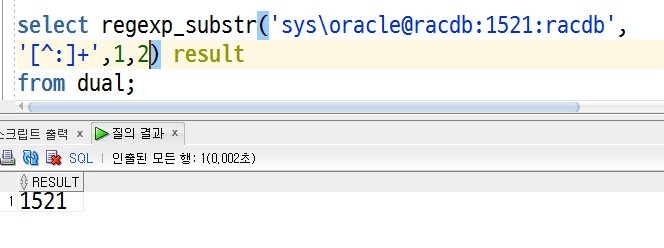 select regexp_substr('sys\oracle@racdb:1521:racdb',
'[^:]+',1,2) result
from dual;
스크립트 출력 x 질의 결과 x
SQL | 인출된 모든 행: 1(0.002초)
RESULT
1 1521